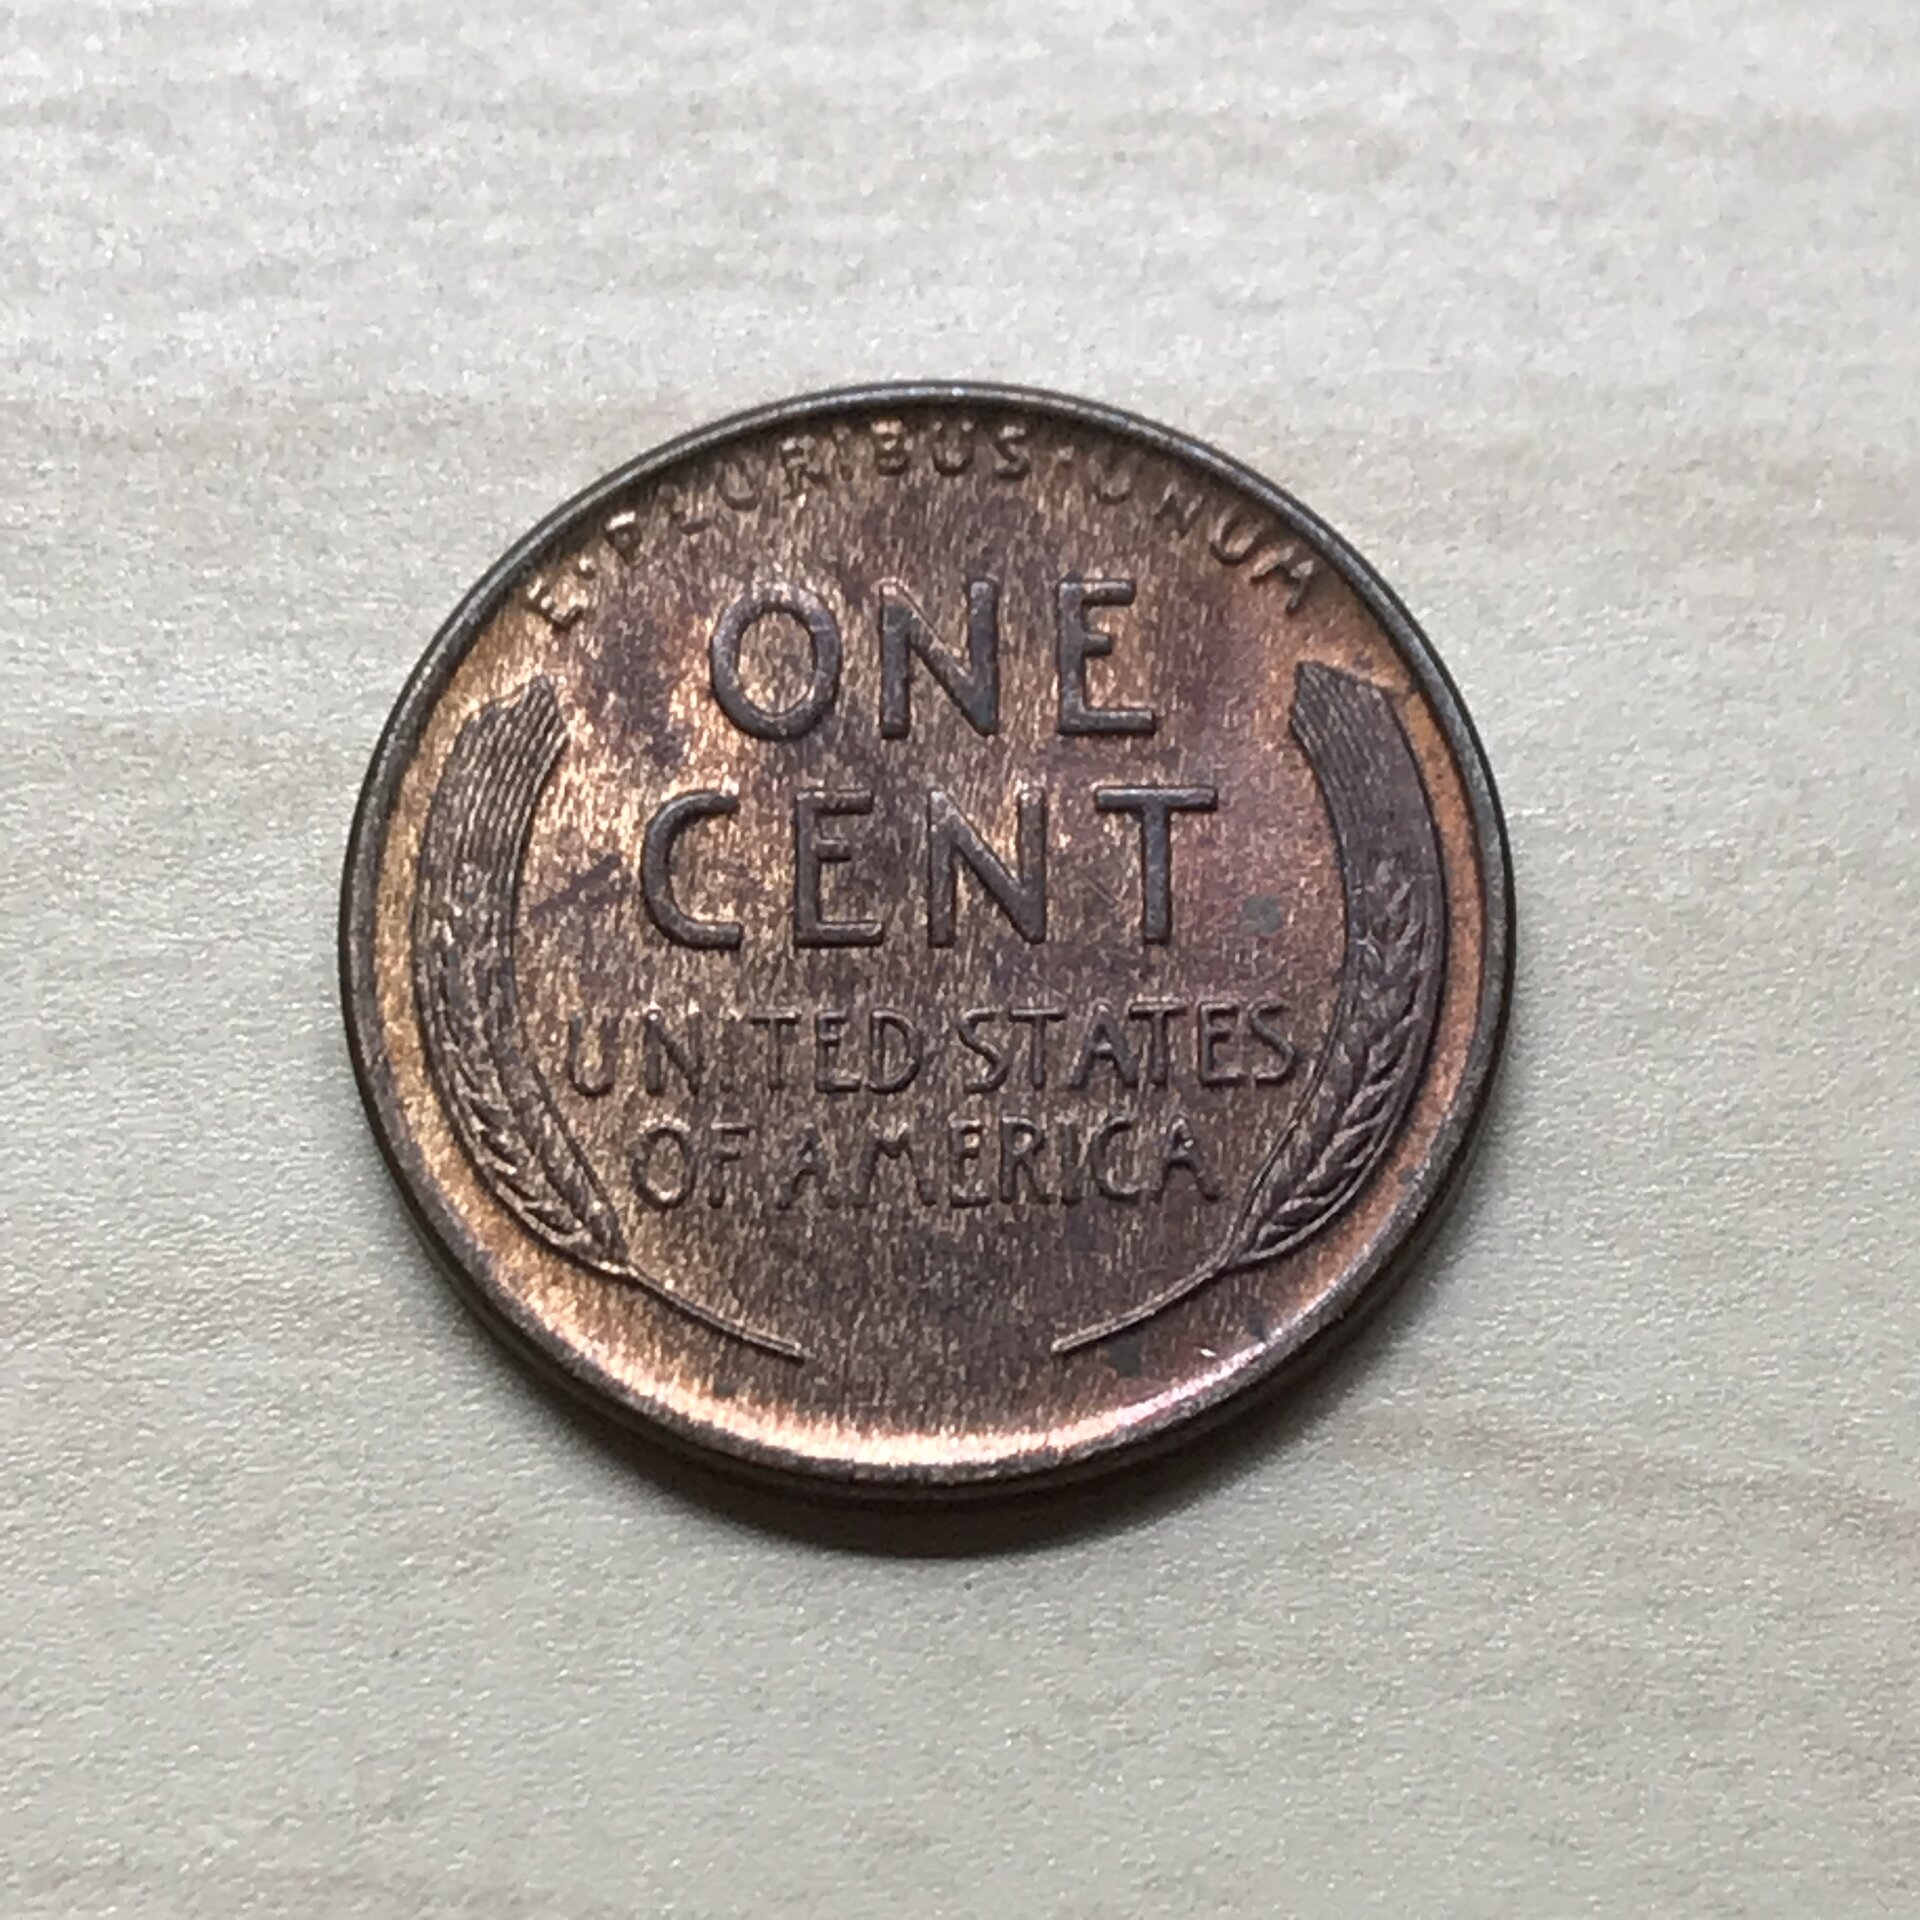 E·PLURIBUS·UNUM
ONE
CENT
UNITED STATES
OF AMERICA